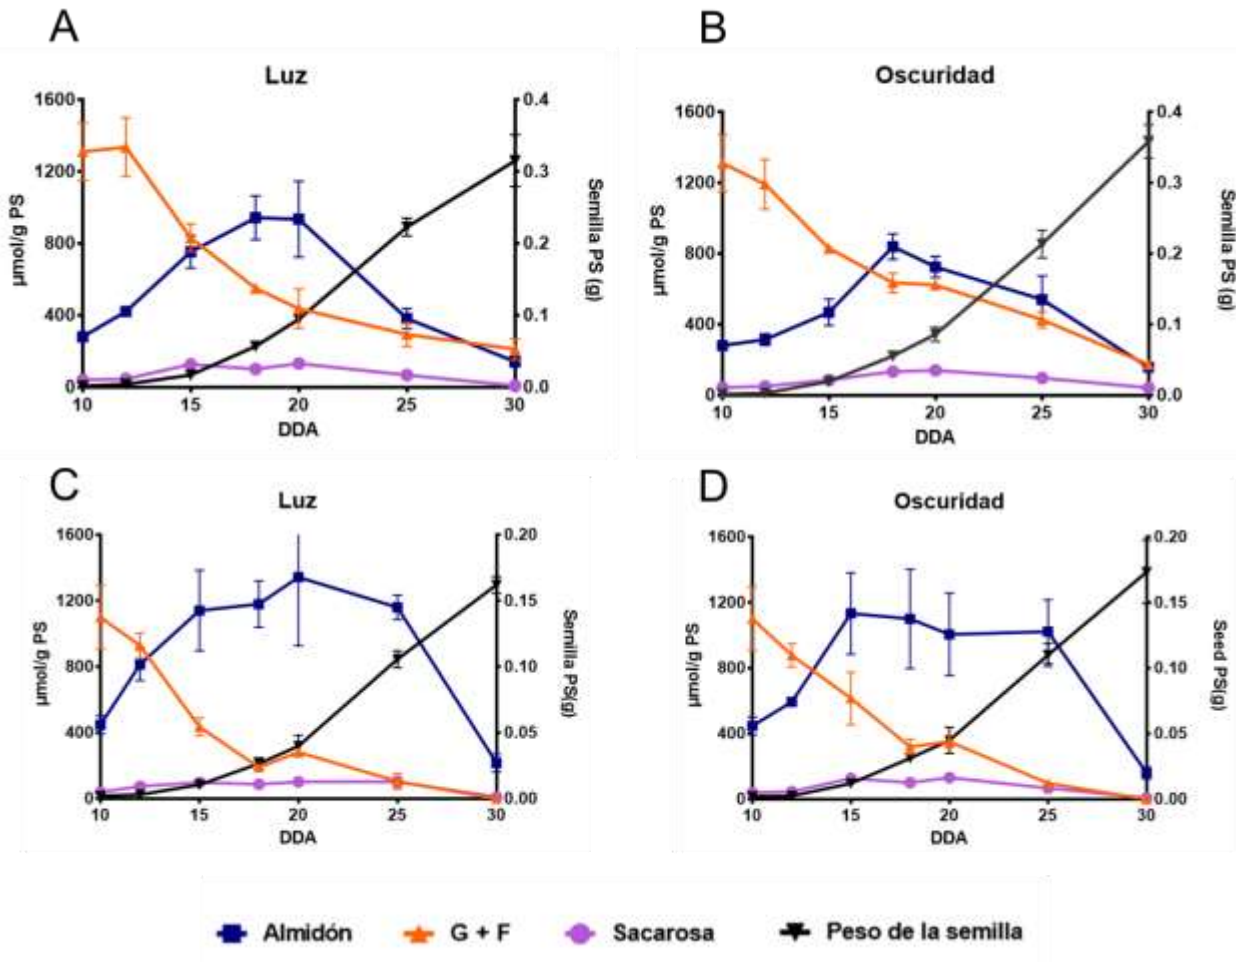 A
Luz
1600
1200
800
400
0
µmol/g PS
0.4
0.3
0.2
0.1
0.0
Semilla PS (g)
10 15 20 25 30
DDA
B
Oscuridad
1600
1200
800
400
0
µmol/g PS
0.4
0.3
0.2
0.1
0.0
Semilla PS (g)
10 15 20 25 30
DDA
C
Luz
1600
1200
800
400
0
µmol/g PS
0.20
0.15
0.10
0.05
0.00
Semilla PS(g)
10 15 20 25 30
DDA
D
Oscuridad
1600
1200
800
400
0
µmol/g PS
0.20
0.15
0.10
0.05
0.00
Seed PS(g)
10 15 20 25 30
DDA
Almidón G + F Sacarosa Peso de la semilla